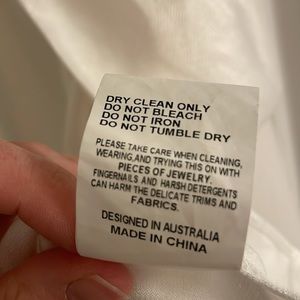 DRY CLEAN ONLY
DO NOT BLEACH
DO NOT IRON
DO NOT TUMBLE DRY
PLEASE TAKE CARE WHEN CLEANING,
WEARING,AND TRYING THIS ON WITH
PIECES OF JEWELRY.
FINGERNAILS AND HARSH DETERGENTS
CAN HARM THE DELICATE TRIMS AND
FABRICS.
DESIGNED IN AUSTRALIA
MADE IN CHINA